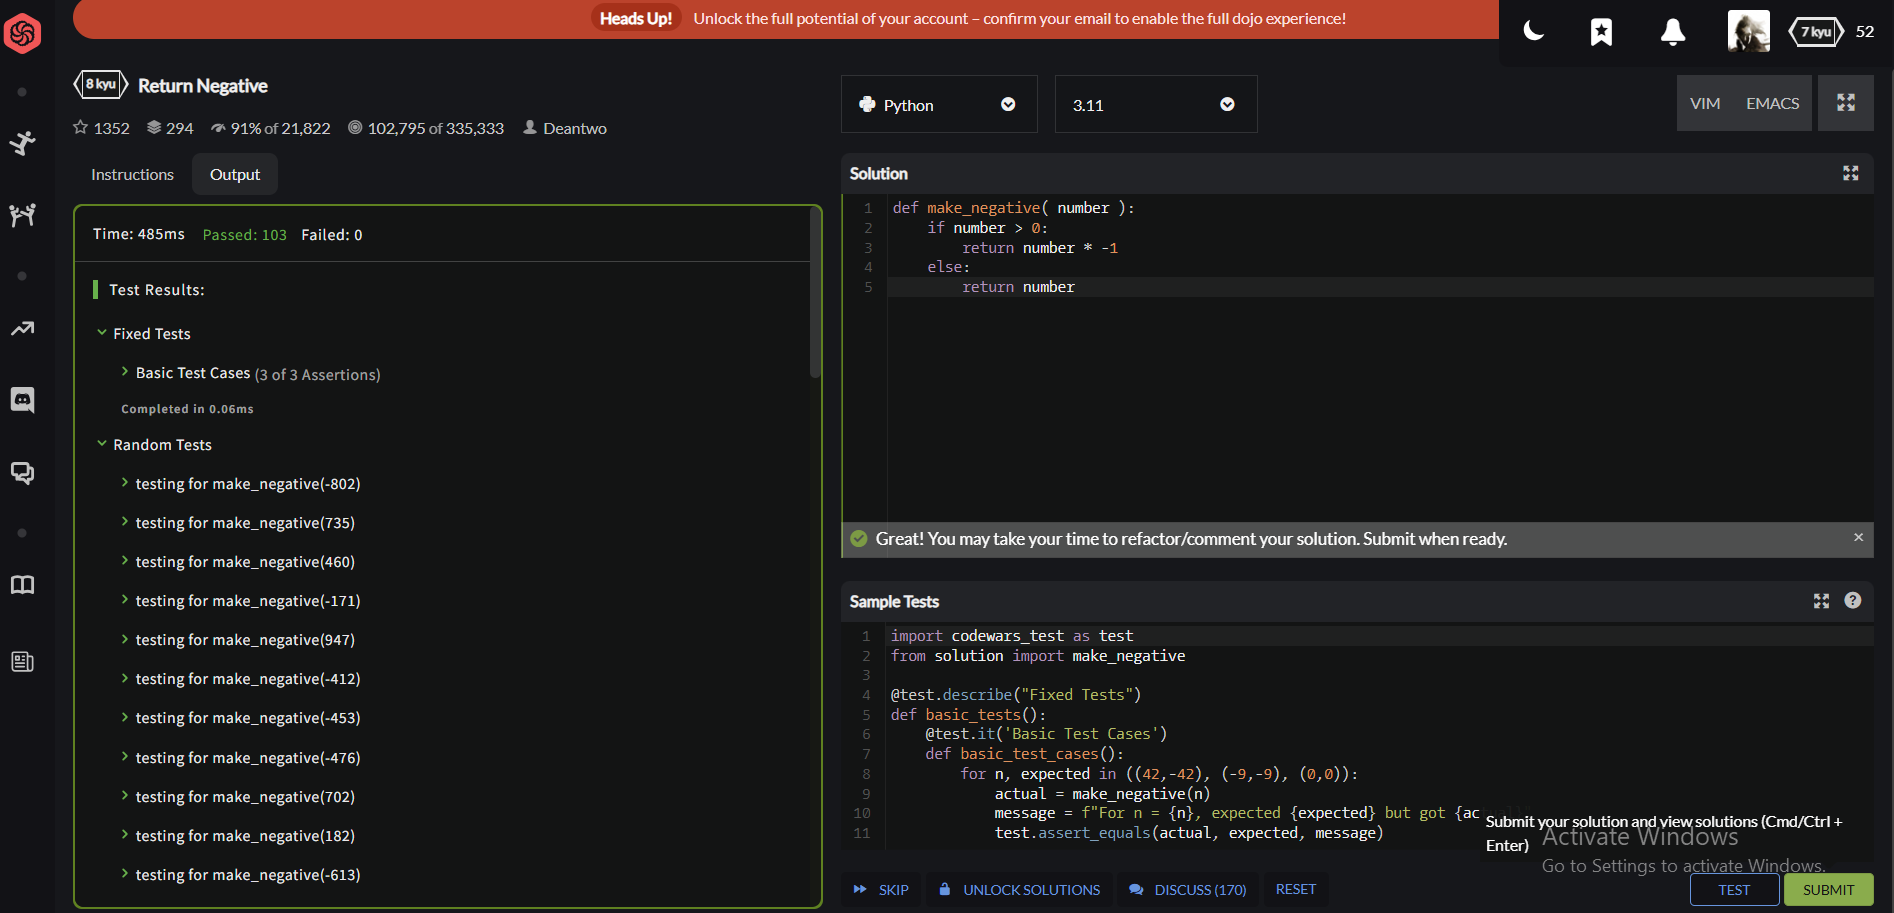 Heads Up! Unlock the full potential of your account – confirm your email to enable the full dojo experience!
7 kyu 52
8 kyu Return Negative
1352 294 91% of 21,822 102,795 of 335,333 Deantwo
Instructions Output
Time: 485ms Passed: 103 Failed: 0
Test Results:
Fixed Tests
Basic Test Cases (3 of 3 Assertions)
Completed in 0.06ms
Random Tests
testing for make_negative(-802)
testing for make_negative(735)
testing for make_negative(460)
testing for make_negative(-171)
testing for make_negative(947)
testing for make_negative(-412)
testing for make_negative(-453)
testing for make_negative(-476)
testing for make_negative(702)
testing for make_negative(182)
testing for make_negative(-613)
Python 3.11 VIM EMACS
Solution
1 def make_negative( number ):
2     if number > 0:
3         return number * -1
4     else:
5         return number
Great! You may take your time to refactor/comment your solution. Submit when ready.
Sample Tests
1 import codewars_test as test
2 from solution import make_negative
3
4 @test.describe("Fixed Tests")
5 def basic_tests():
6     @test.it('Basic Test Cases')
7     def basic_test_cases():
8         for n, expected in ((42,-42), (-9,-9), (0,0)):
9             actual = make_negative(n)
10             message = f"For n = {n}, expected {expected} but got {ac
11             test.assert_equals(actual, expected, message)
Submit your solution and view solutions (Cmd/Ctrl +
Enter)
Activate Windows
Go to Settings to activate Windows.
SKIP UNLOCK SOLUTIONS DISCUSS (170) RESET TEST SUBMIT